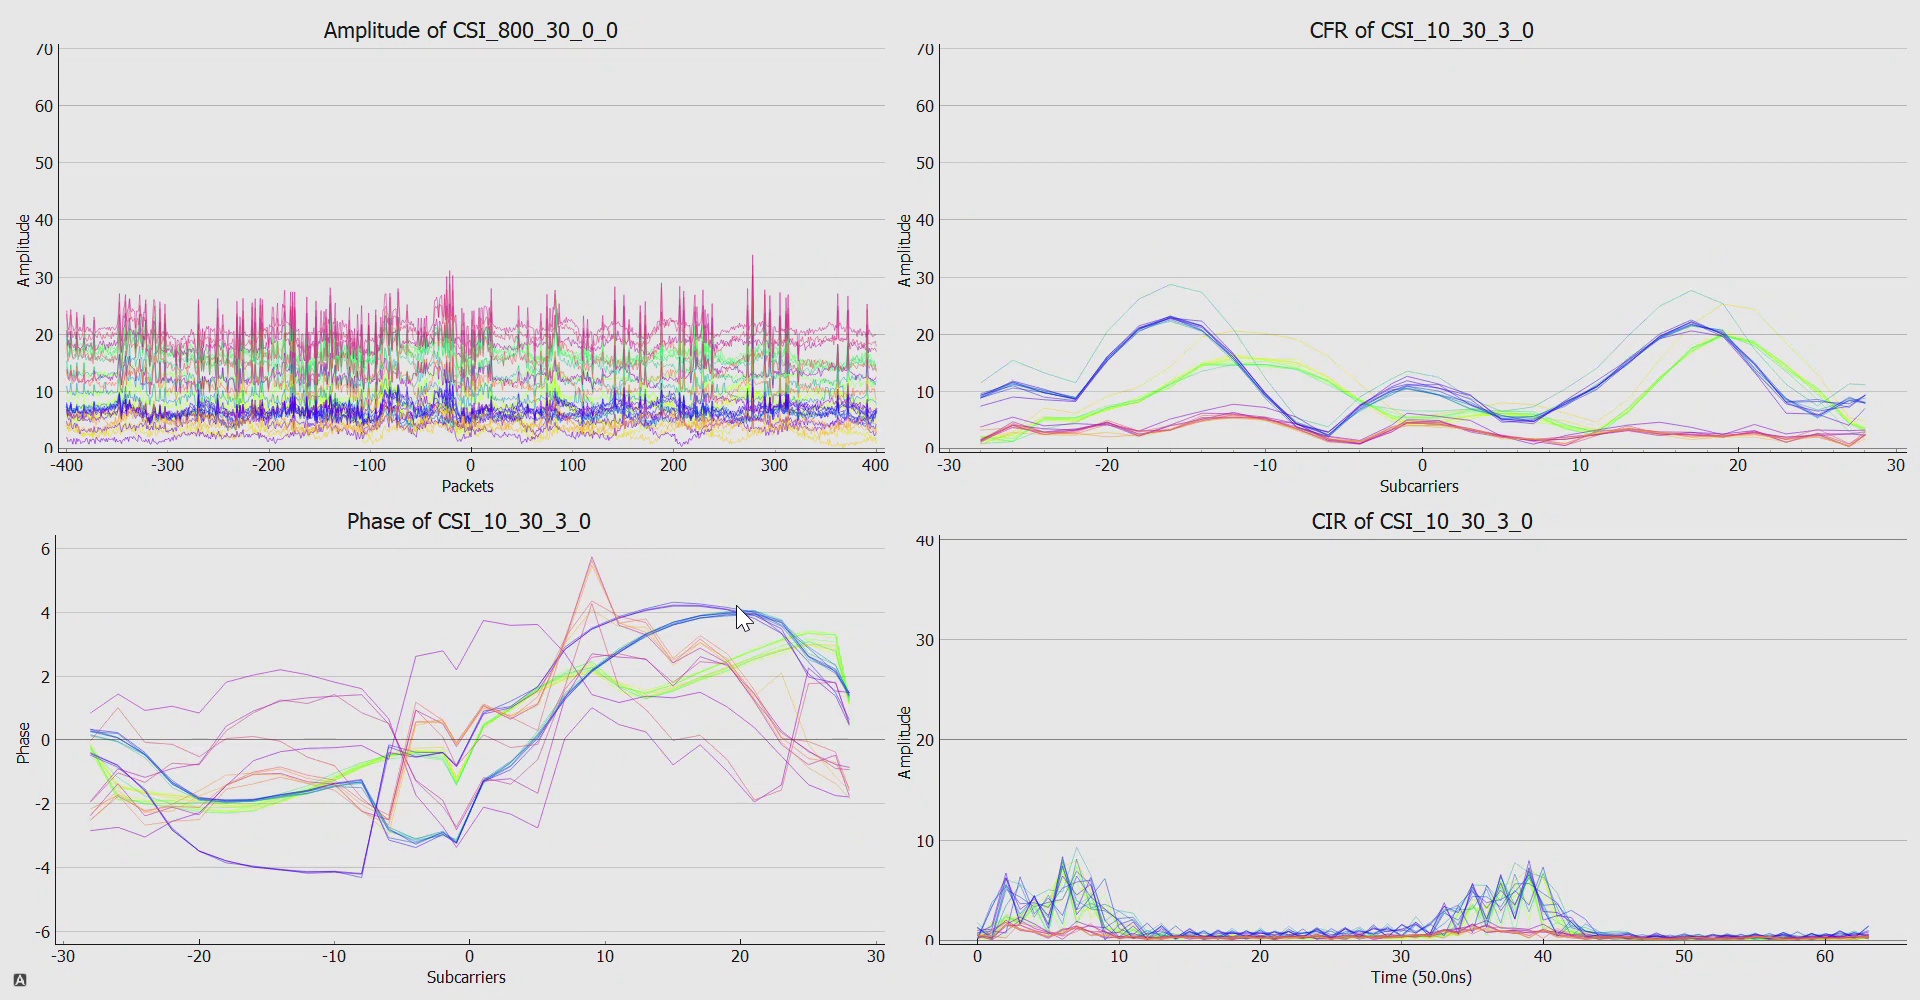 Amplitude of CSI_800_30_0_0
70
60
50
40
30
20
10
0
Amplitude
-400 -300 -200 -100 0 100 200 300 400
Packets
CFR of CSI_10_30_3_0
70
60
50
40
30
20
10
0
Amplitude
-30 -20 -10 0 10 20 30
Subcarriers
Phase of CSI_10_30_3_0
6
4
2
0
-2
-4
-6
Phase
-30 -20 -10 0 10 20 30
Subcarriers
A
CIR of CSI_10_30_3_0
40
30
20
10
0
Amplitude
0 10 20 30 40 50 60
Time (50.0ns)